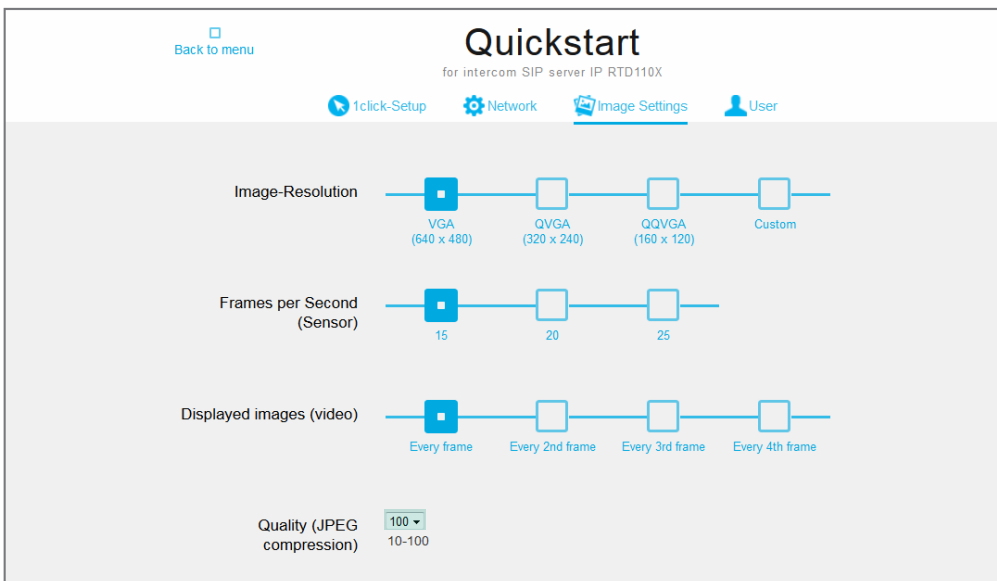 Back to menu
Quickstart
for intercom SIP server IP RTD110X
1click-Setup Network Image Settings User
Image-Resolution
VGA
(640 x 480)
QVGA
(320 x 240)
QQVGA
(160 x 120)
Custom
Frames per Second
(Sensor)
15 20 25
Displayed images (video)
Every frame Every 2nd frame Every 3rd frame Every 4th frame
Quality (JPEG
compression)
100
10-100